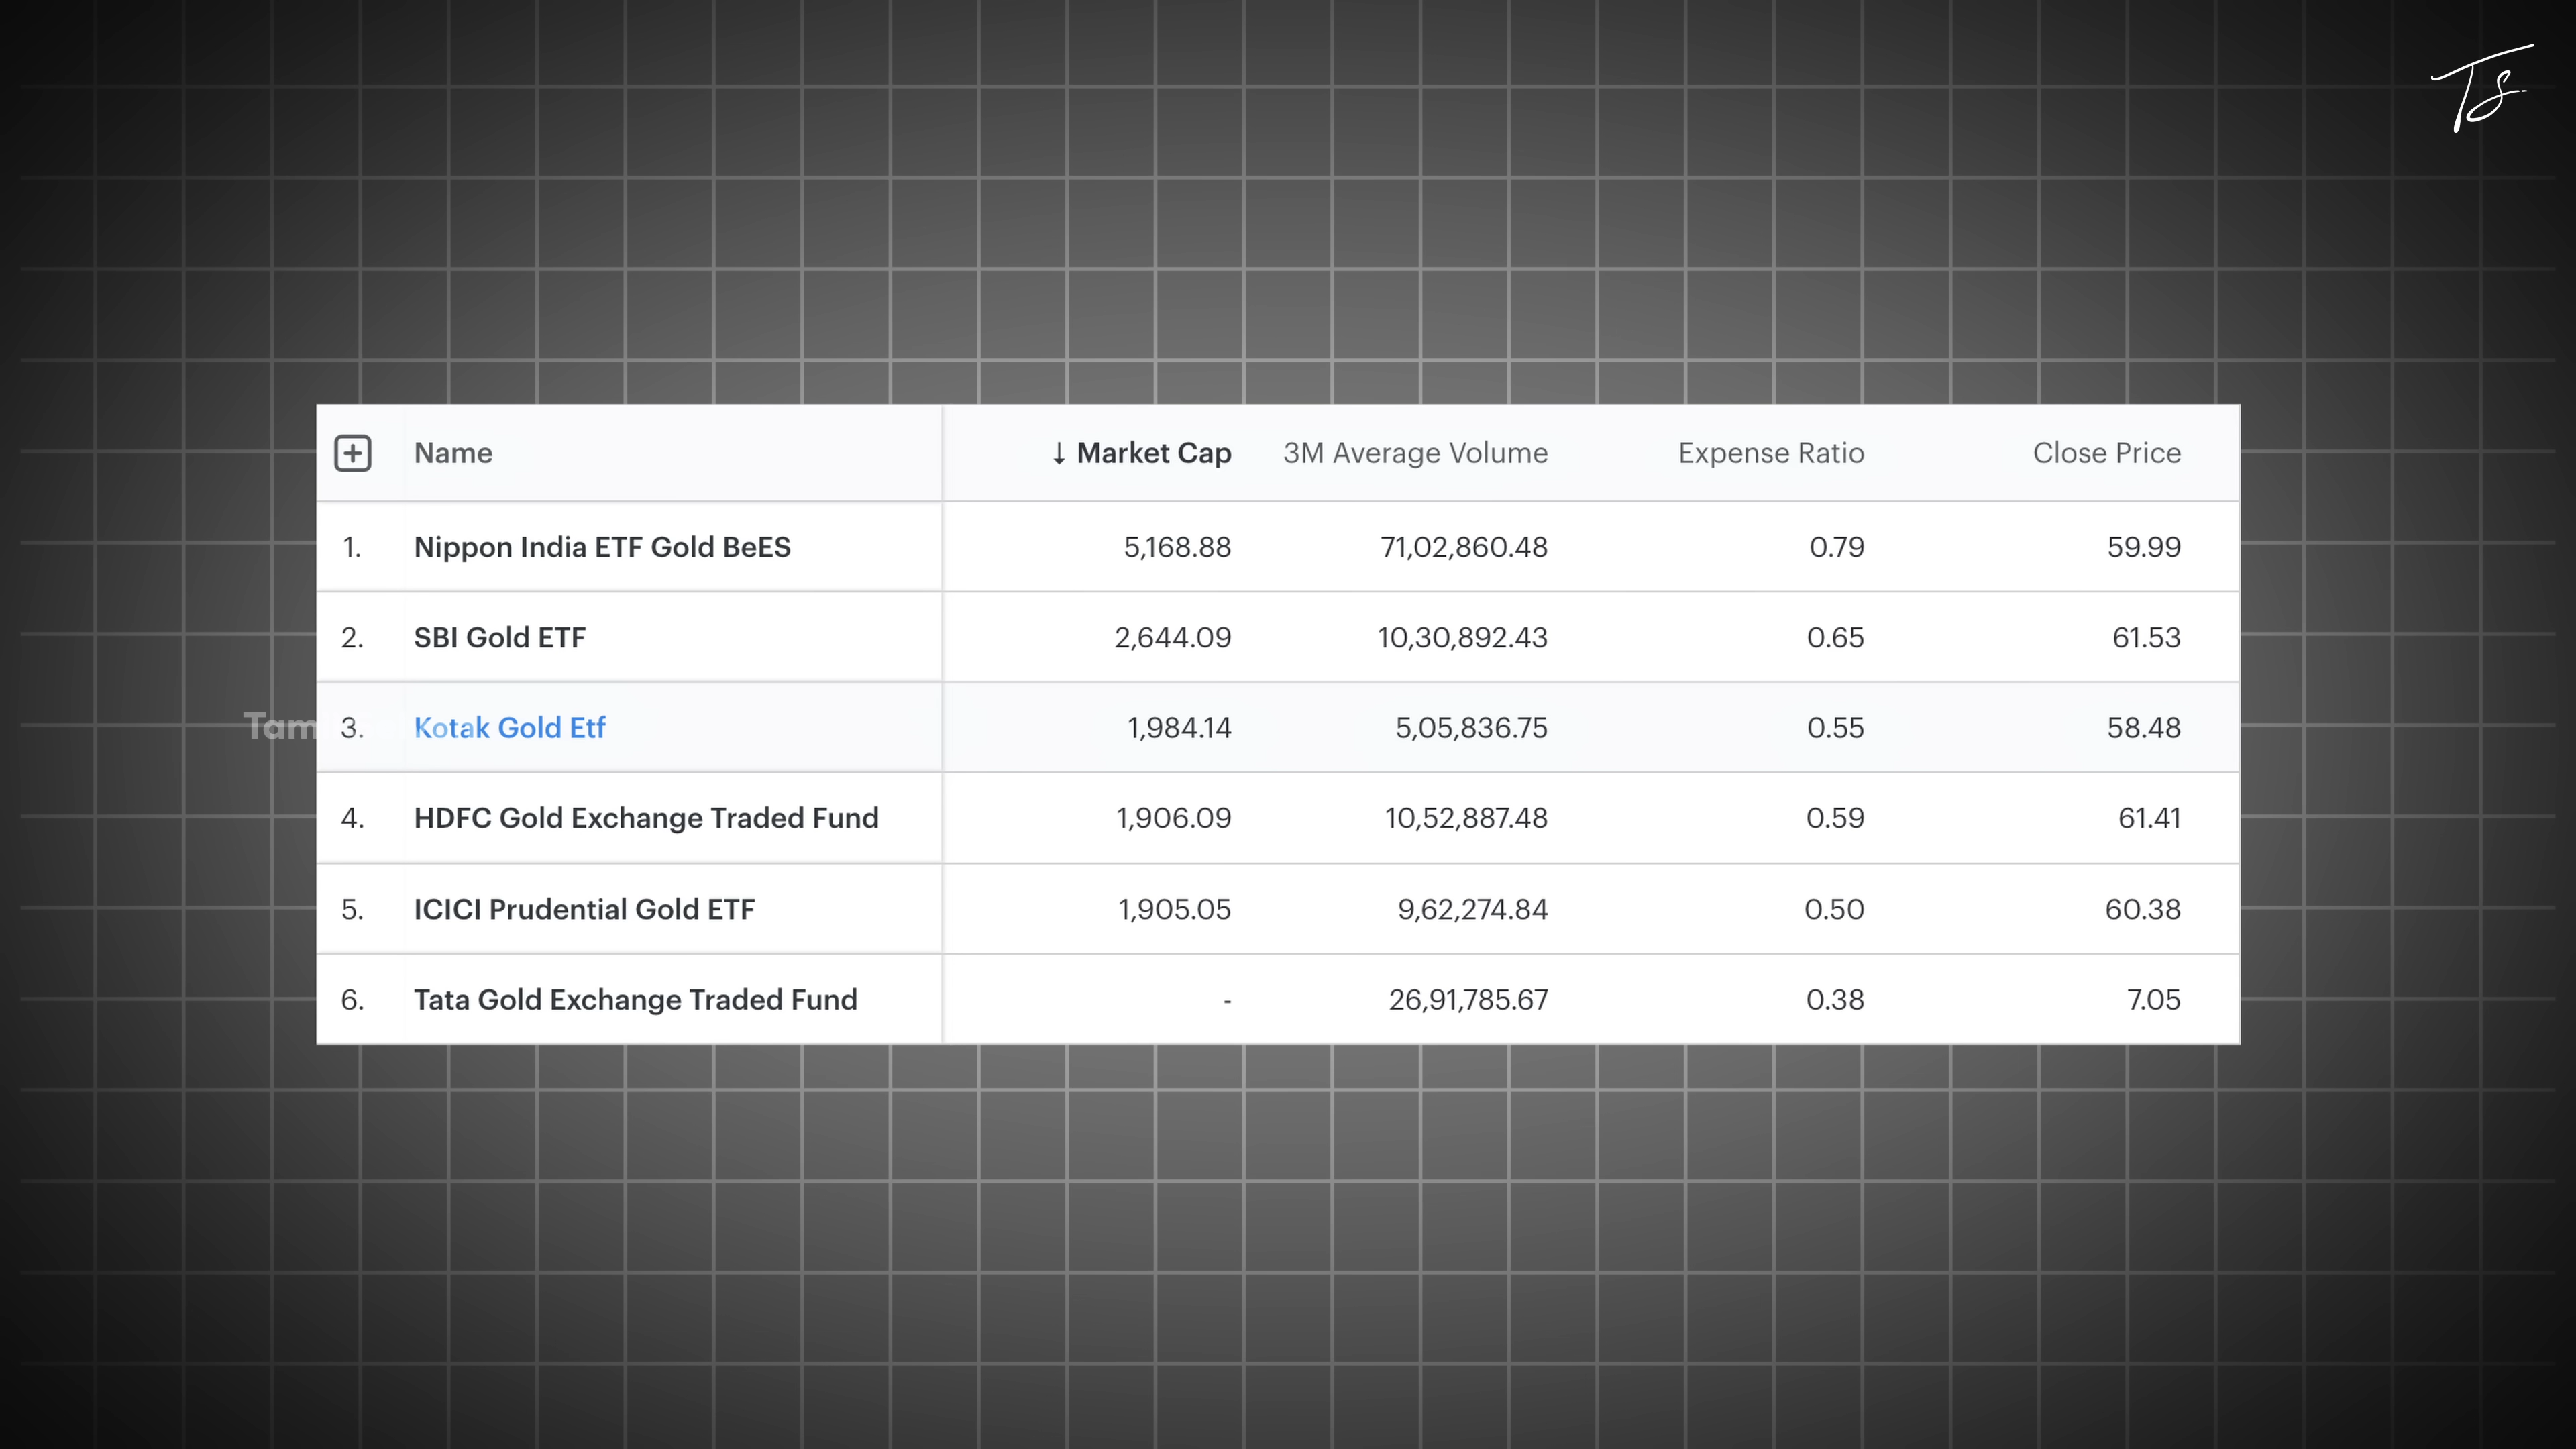 Ts
Name ↓ Market Cap 3M Average Volume Expense Ratio Close Price
1. Nippon India ETF Gold BeES 5,168.88 71,02,860.48 0.79 59.99
2. SBI Gold ETF 2,644.09 10,30,892.43 0.65 61.53
Tam 3. Kotak Gold Etf 1,984.14 5,05,836.75 0.55 58.48
4. HDFC Gold Exchange Traded Fund 1,906.09 10,52,887.48 0.59 61.41
5. ICICI Prudential Gold ETF 1,905.05 9,62,274.84 0.50 60.38
6. Tata Gold Exchange Traded Fund - 26,91,785.67 0.38 7.05